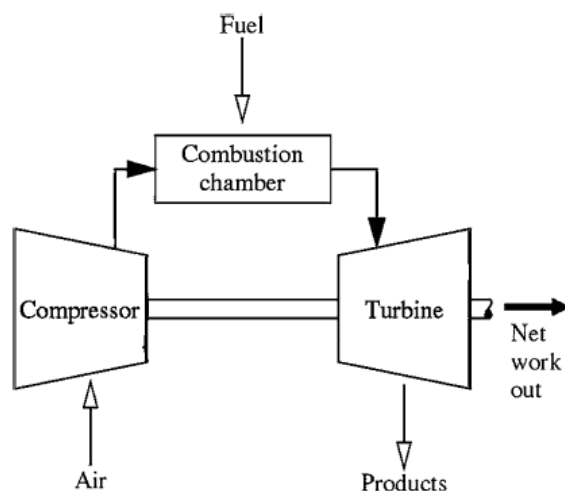 Fuel
Combustion
chamber
Compressor
Turbine
Net
work
out
Air
Products